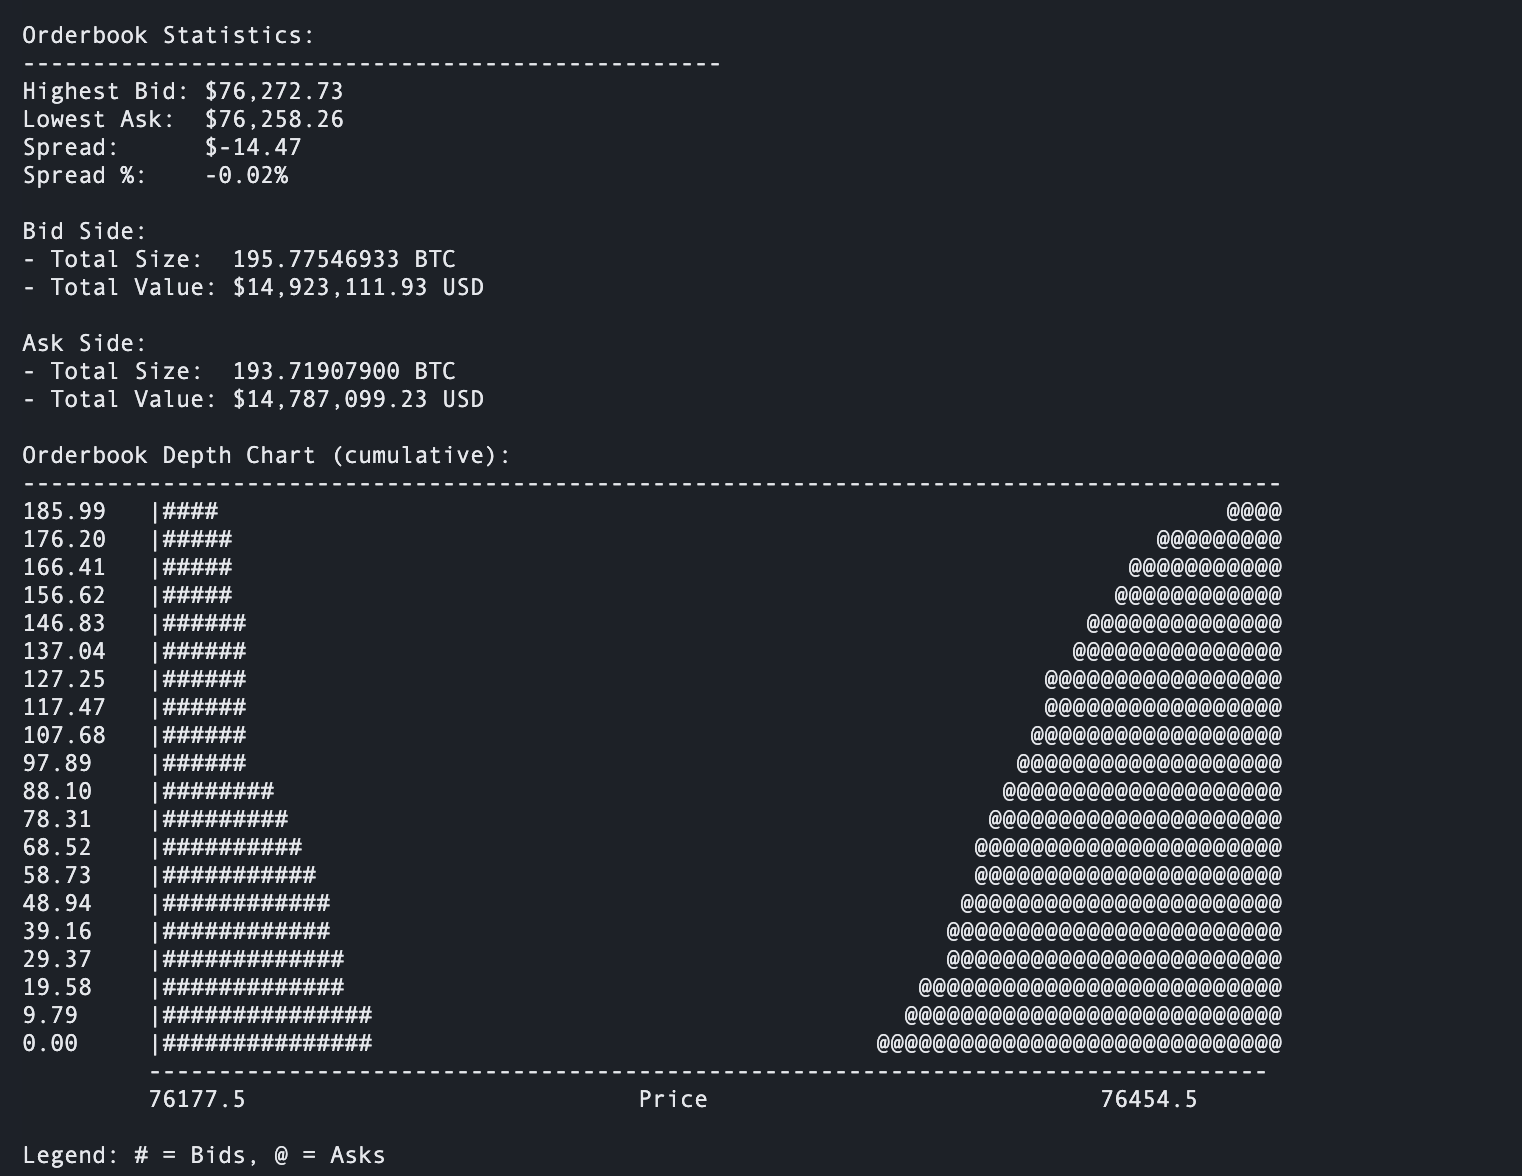 Orderbook Statistics:
--------------------------------------------------
Highest Bid: $76,272.73
Lowest Ask:  $76,258.26
Spread:      $-14.47
Spread %:    -0.02%

Bid Side:
- Total Size:  195.77546933 BTC
- Total Value: $14,923,111.93 USD

Ask Side:
- Total Size:  193.71907900 BTC
- Total Value: $14,787,099.23 USD

Orderbook Depth Chart (cumulative):
------------------------------------------------------------------------------------------
185.99   |####                                                                        @@@@
176.20   |#####                                                                  @@@@@@@@@
166.41   |#####                                                                @@@@@@@@@@@
156.62   |#####                                                               @@@@@@@@@@@@
146.83   |######                                                            @@@@@@@@@@@@@@
137.04   |######                                                           @@@@@@@@@@@@@@@
127.25   |######                                                         @@@@@@@@@@@@@@@@@
117.47   |######                                                         @@@@@@@@@@@@@@@@@
107.68   |######                                                        @@@@@@@@@@@@@@@@@@
97.89    |######                                                       @@@@@@@@@@@@@@@@@@@
88.10    |########                                                    @@@@@@@@@@@@@@@@@@@@
78.31    |#########                                                  @@@@@@@@@@@@@@@@@@@@@
68.52    |##########                                                @@@@@@@@@@@@@@@@@@@@@@
58.73    |###########                                               @@@@@@@@@@@@@@@@@@@@@@
48.94    |############                                             @@@@@@@@@@@@@@@@@@@@@@@
39.16    |############                                            @@@@@@@@@@@@@@@@@@@@@@@@
29.37    |#############                                           @@@@@@@@@@@@@@@@@@@@@@@@
19.58    |#############                                         @@@@@@@@@@@@@@@@@@@@@@@@@@
9.79     |###############                                      @@@@@@@@@@@@@@@@@@@@@@@@@@@
0.00     |###############                                    @@@@@@@@@@@@@@@@@@@@@@@@@@@@@
         --------------------------------------------------------------------------------
         76177.5                            Price                            76454.5

Legend: # = Bids, @ = Asks